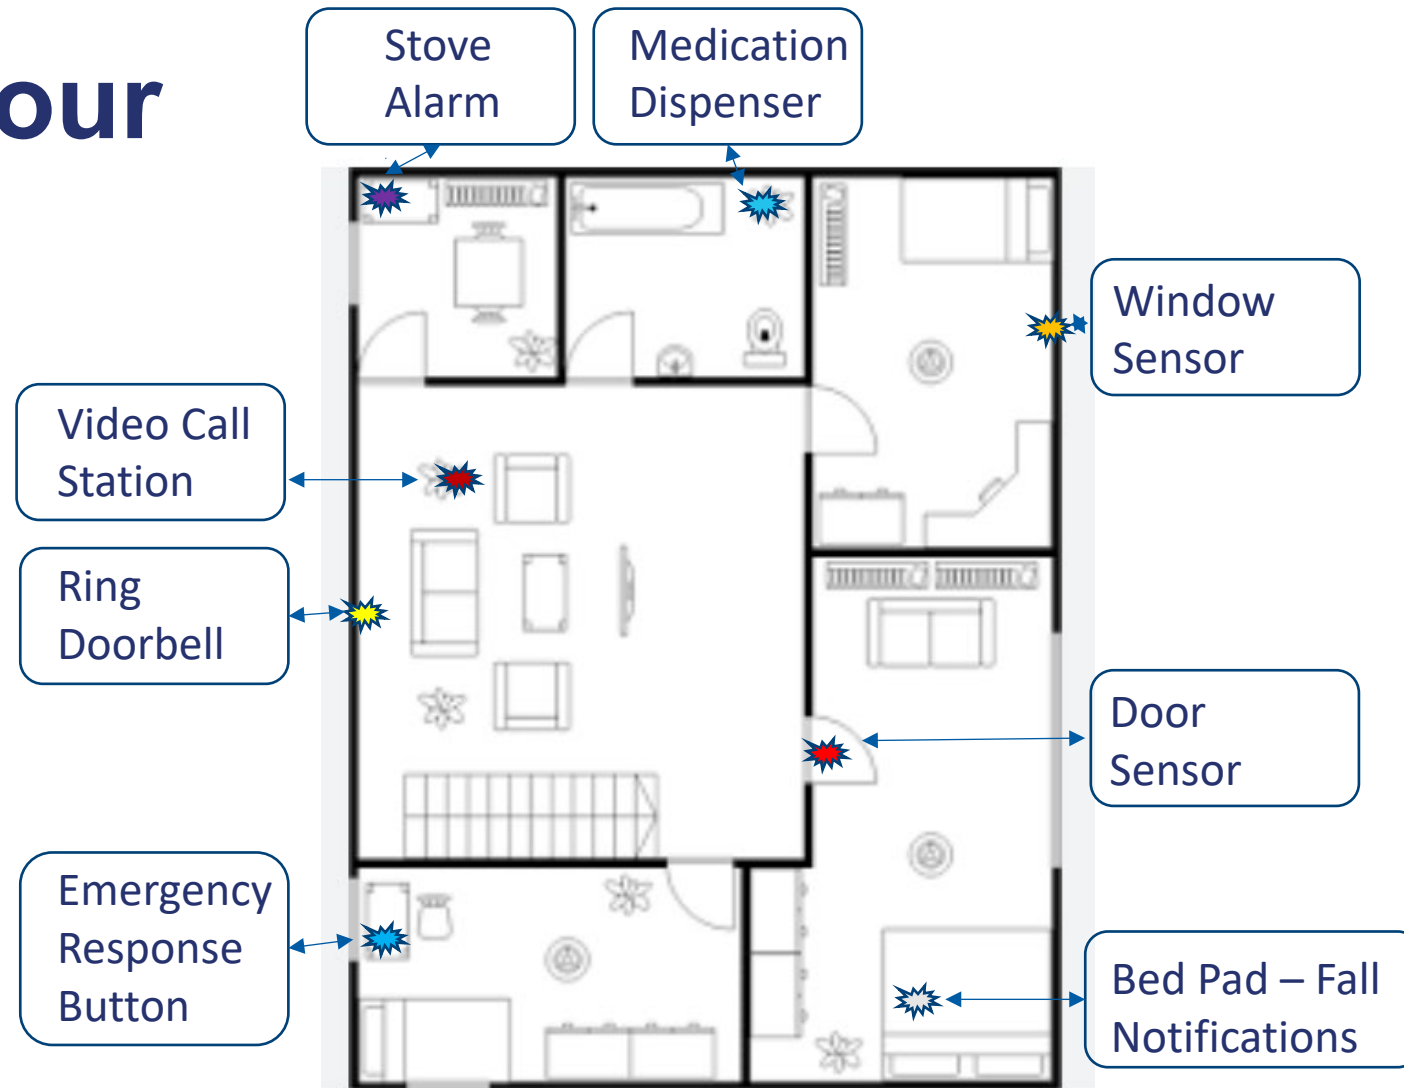 our
Stove
Alarm
Medication
Dispenser
Window
Sensor
Video Call
Station
Ring
Doorbell
Door
Sensor
Emergency
Response
Button
Bed Pad – Fall
Notifications